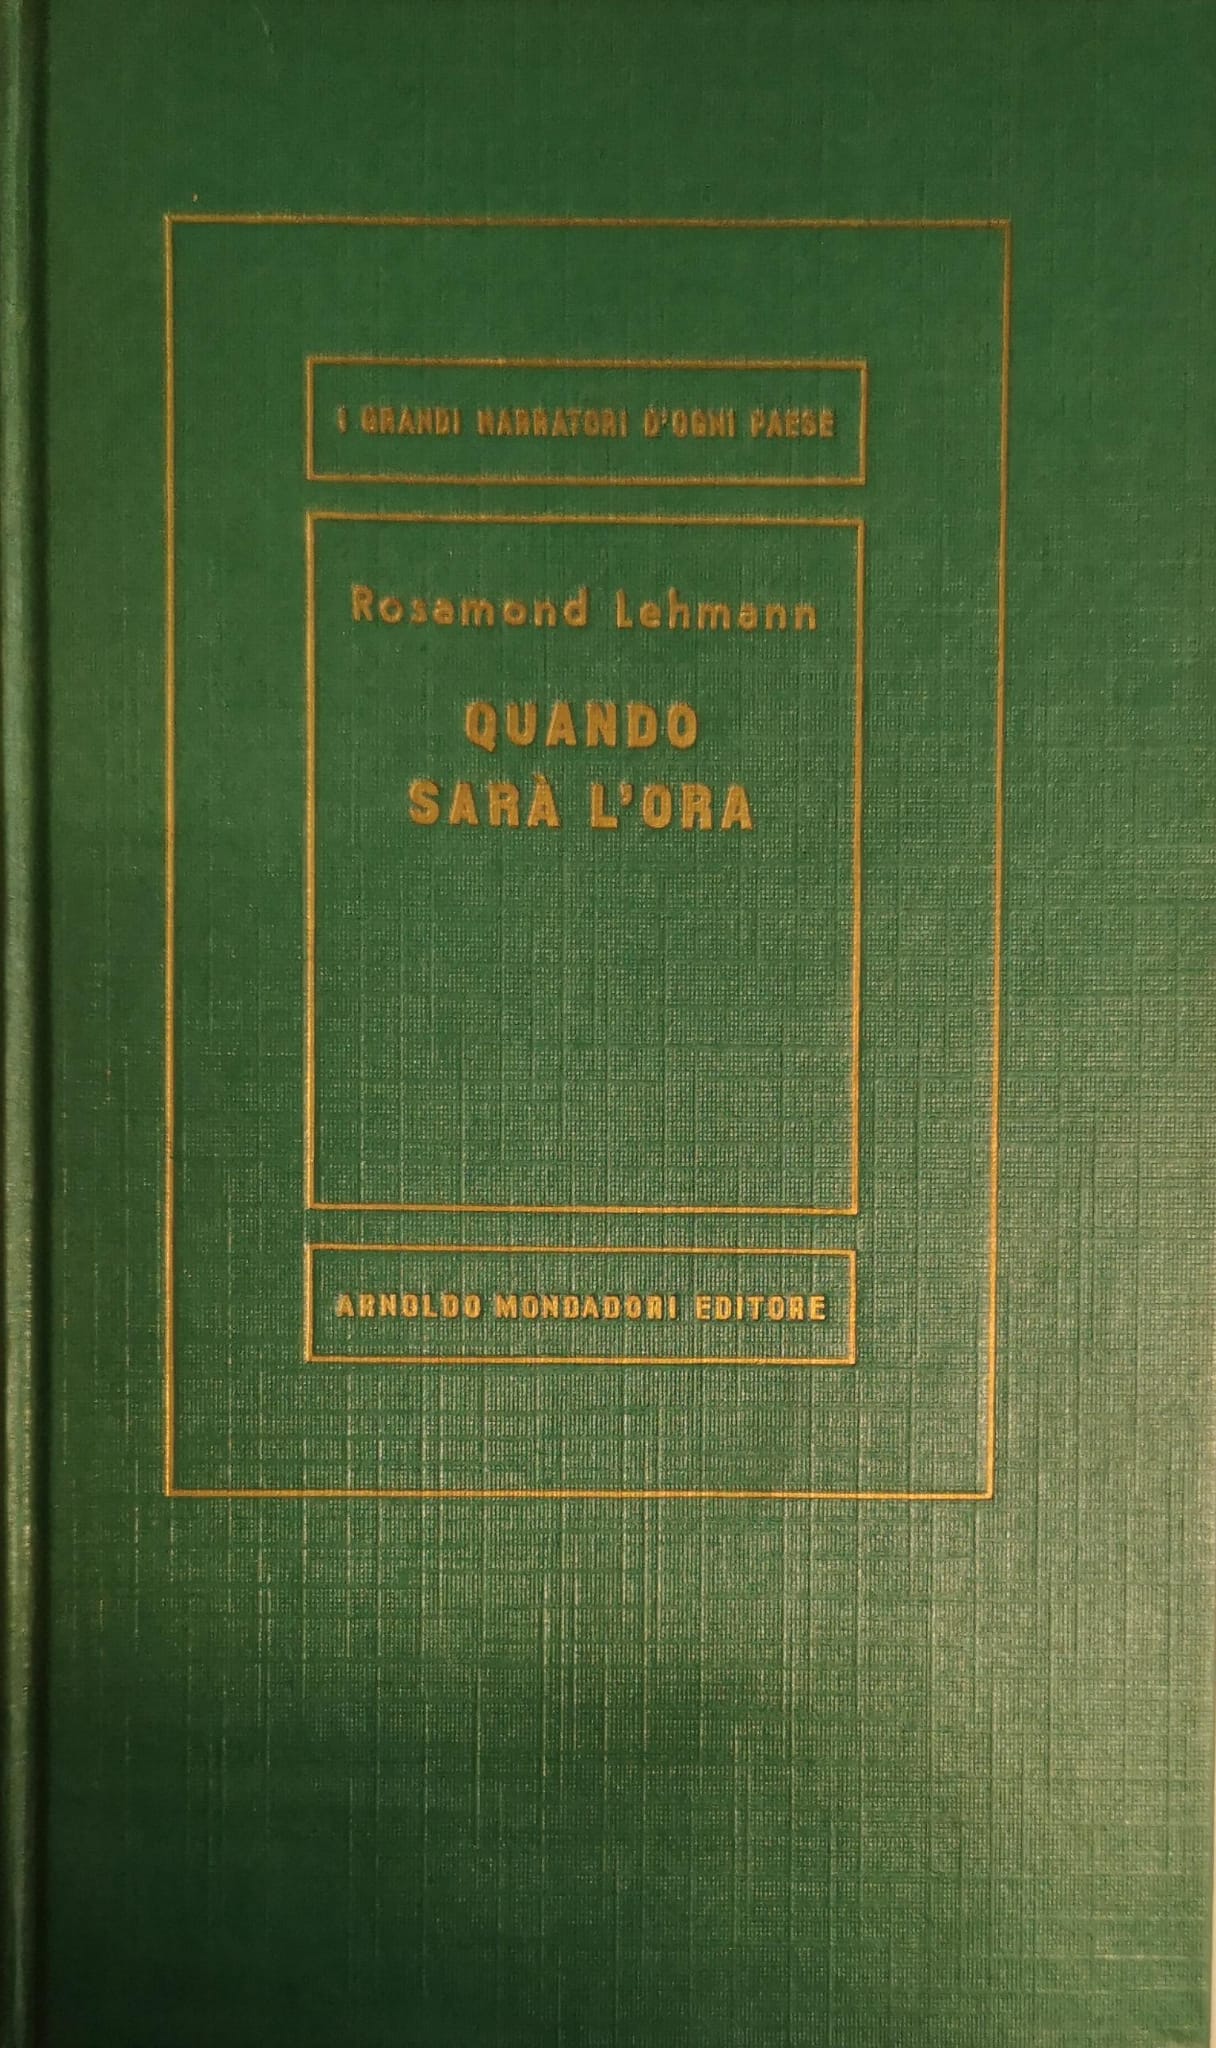 I GRANDI NARRATORI D'OGNI PAESE
Rosamond Lehmann
QUANDO
SARÀ L'ORA
ARNOLDO MONDADORI EDITORE